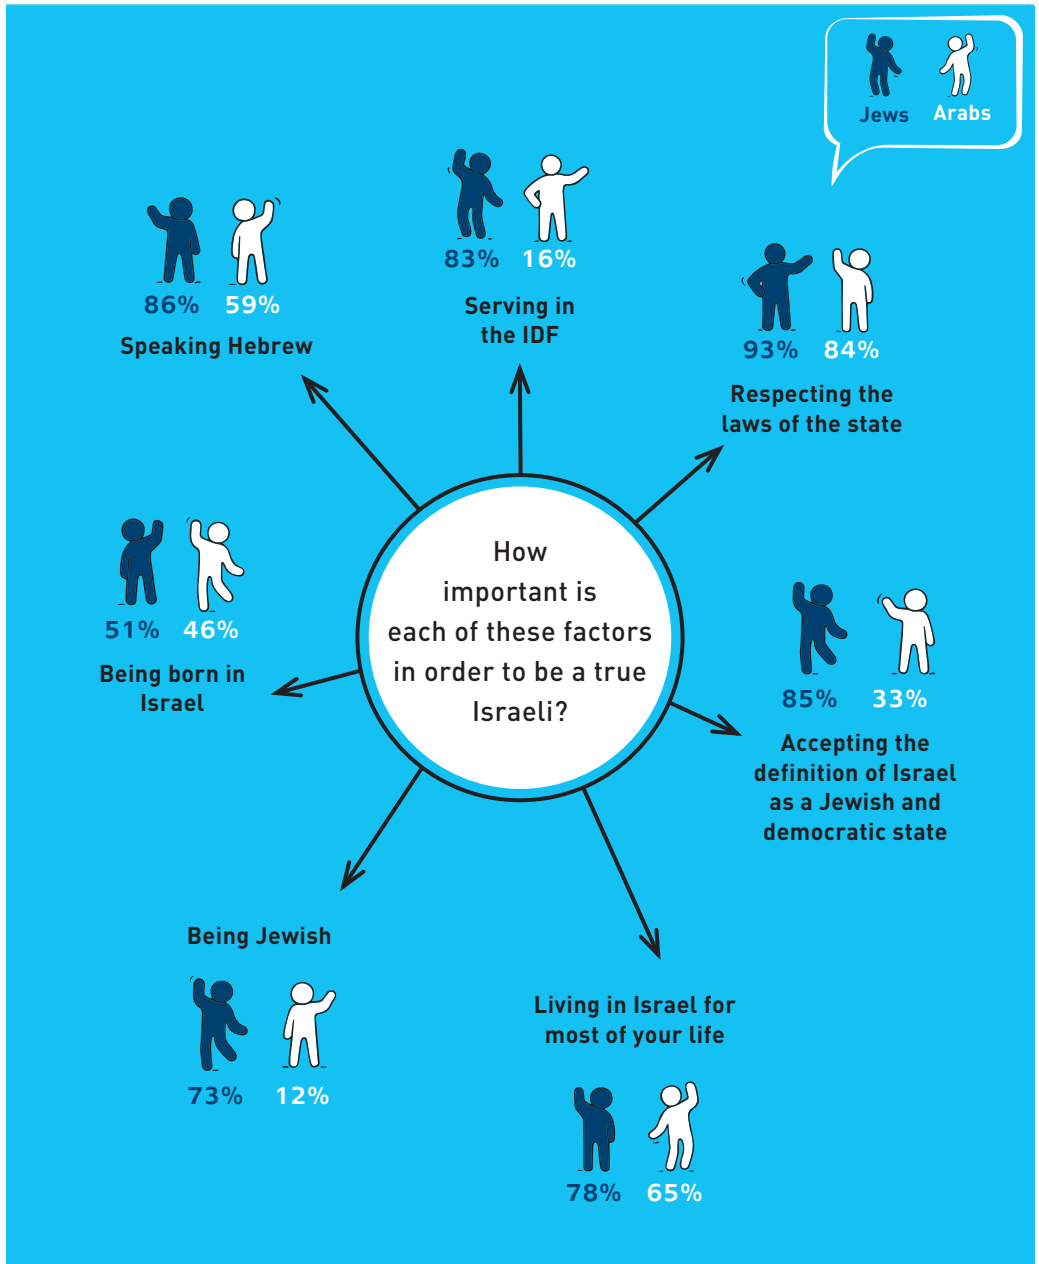 Jews Arabs
83% 16%
Serving in
the IDF
86% 59%
Speaking Hebrew
93% 84%
Respecting the
laws of the state
How
important is
each of these factors
in order to be a true
Israeli?
51% 46%
Being born in
Israel
85% 33%
Accepting the
definition of Israel
as a Jewish and
democratic state
Being Jewish
73% 12%
Living in Israel for
most of your life
78% 65%